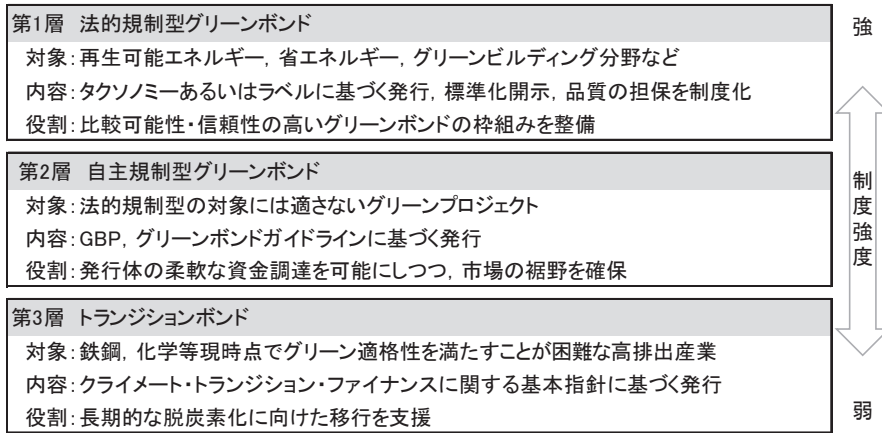 第1層 法的規制型グリーンボンド
対象：再生可能エネルギー，省エネルギー，グリーンビルディング分野など
内容：タクソノミーあるいはラベルに基づく発行，標準化開示，品質の担保を制度化
役割：比較可能性・信頼性の高いグリーンボンドの枠組みを整備
第2層 自主規制型グリーンボンド
対象：法的規制型の対象には適さないグリーンプロジェクト
内容：GBP，グリーンボンドガイドラインに基づく発行
役割：発行体の柔軟な資金調達を可能にしつつ，市場の裾野を確保
第3層 トランジションボンド
対象：鉄鋼，化学等現時点でグリーン適格性を満たすことが困難な高排出産業
内容：クライメート・トランジション・ファイナンスに関する基本指針に基づく発行
役割：長期的な脱炭素化に向けた移行を支援
強
制度強度
弱